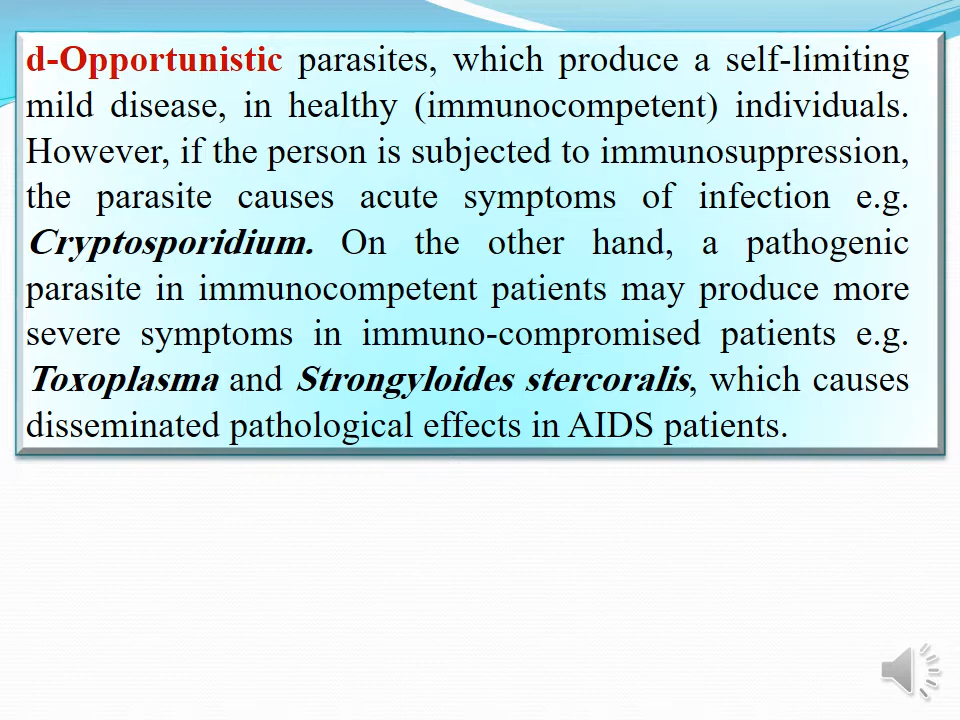 d-Opportunistic parasites, which produce a self-limiting
mild disease, in healthy (immunocompetent) individuals.
However, if the person is subjected to immunosuppression,
the parasite causes acute symptoms of infection e.g.
Cryptosporidium. On the other hand, a pathogenic
parasite in immunocompetent patients may produce more
severe symptoms in immuno-compromised patients e.g.
Toxoplasma and Strongyloides stercoralis, which causes
disseminated pathological effects in AIDS patients.